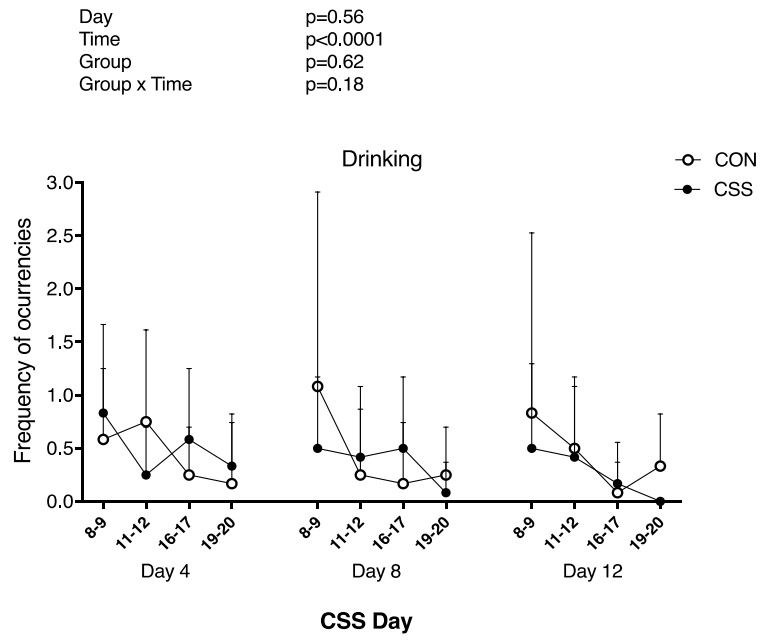 Day p=0.56
Time p<0.0001
Group p=0.62
Group x Time p=0.18
Drinking
CON
CSS
Frequency of ocurrencies
3.0
2.5
2.0
1.5
1.0
0.5
0.0
8-9 11-12 16-17 19-20 8-9 11-12 16-17 19-20 8-9 11-12 16-17 19-20
Day 4 Day 8 Day 12
CSS Day